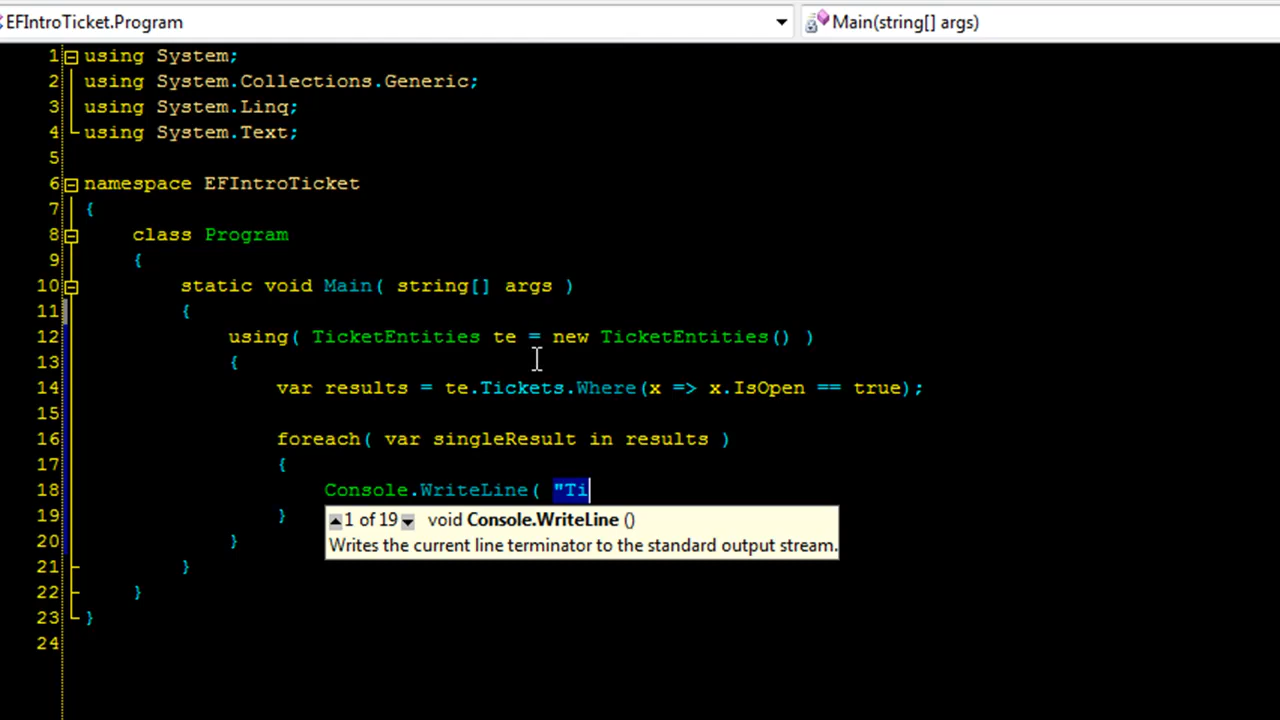 EFIntroTicket.Program Main(string[] args)
1 using System;
2 using System.Collections.Generic;
3 using System.Linq;
4 using System.Text;
5
6 namespace EFIntroTicket
7 {
8 class Program
9 {
10 static void Main( string[] args )
11 {
12 using( TicketEntities te = new TicketEntities() )
13 {
14 var results = te.Tickets.Where(x => x.IsOpen == true);
15
16 foreach( var singleResult in results )
17 {
18 Console.WriteLine( "Ti
19 } 1 of 19 void Console.WriteLine ()
20 } Writes the current line terminator to the standard output stream.
21 }
22 }
23 }
24